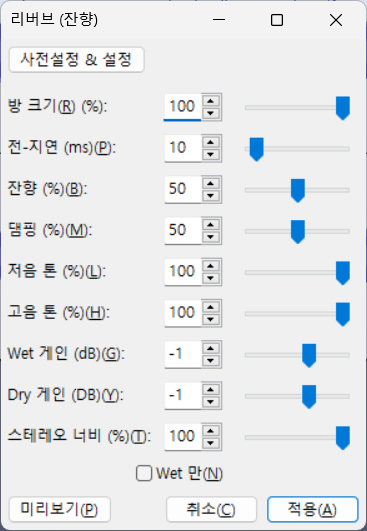 리버브 (잔향)
사전설정 & 설정
방 크기(R) (%): 100
전-지연 (ms)(P): 10
잔향 (%)(B): 50
댐핑 (%)(M): 50
저음 톤 (%)(L): 100
고음 톤 (%)(H): 100
Wet 게인 (dB)(G): -1
Dry 게인 (DB)(Y): -1
스테레오 너비 (%)(T): 100
Wet 만(N)
미리보기(P) 취소(C) 적용(A)